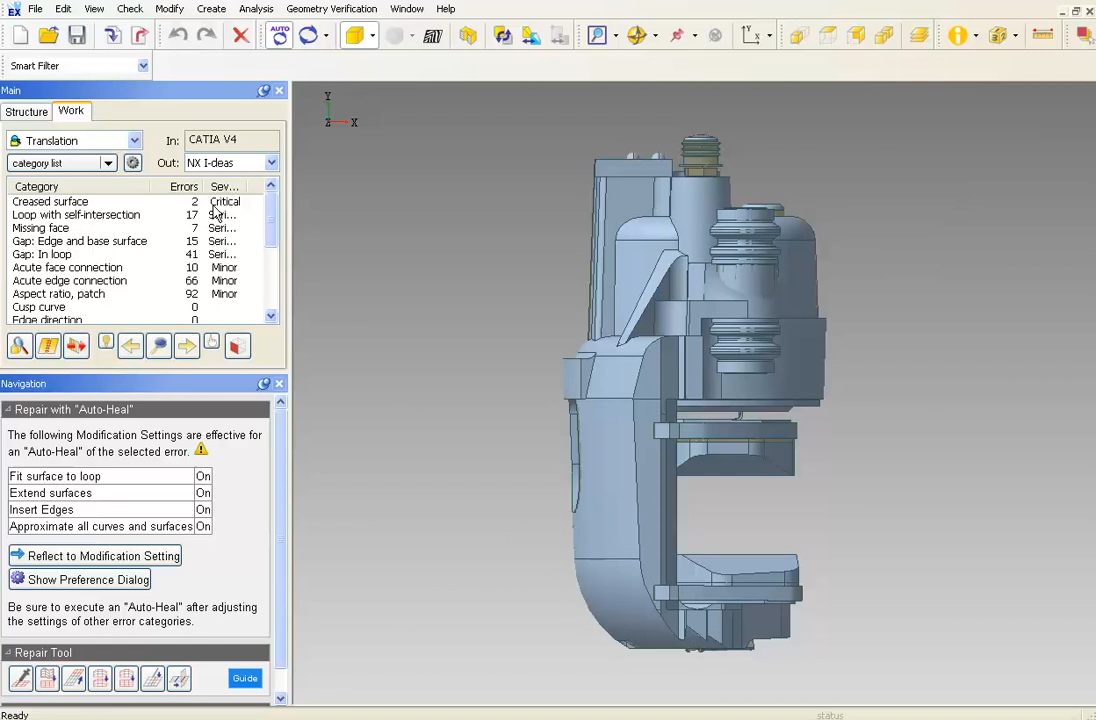 EX File Edit View Check Modify Create Analysis Geometry Verification Window Help
AUTO
Smart Filter
Main
Structure Work
Translation In: CATIA V4
category list Out: NX I-deas
Category Errors Sev...
Creased surface 2 Critical
Loop with self-intersection 17 Seri...
Missing face 7 Seri...
Gap: Edge and base surface 15 Seri...
Gap: In loop 41 Seri...
Acute face connection 10 Minor
Acute edge connection 66 Minor
Aspect ratio, patch 92 Minor
Cusp curve 0
Edge direction 0
Navigation
Repair with "Auto-Heal"
The following Modification Settings are effective for
an "Auto-Heal" of the selected error.
Fit surface to loop On
Extend surfaces On
Insert Edges On
Approximate all curves and surfaces On
Reflect to Modification Setting
Show Preference Dialog
Be sure to execute an "Auto-Heal" after adjusting
the settings of other error categories.
Repair Tool
Guide
Ready status
Y
Z X